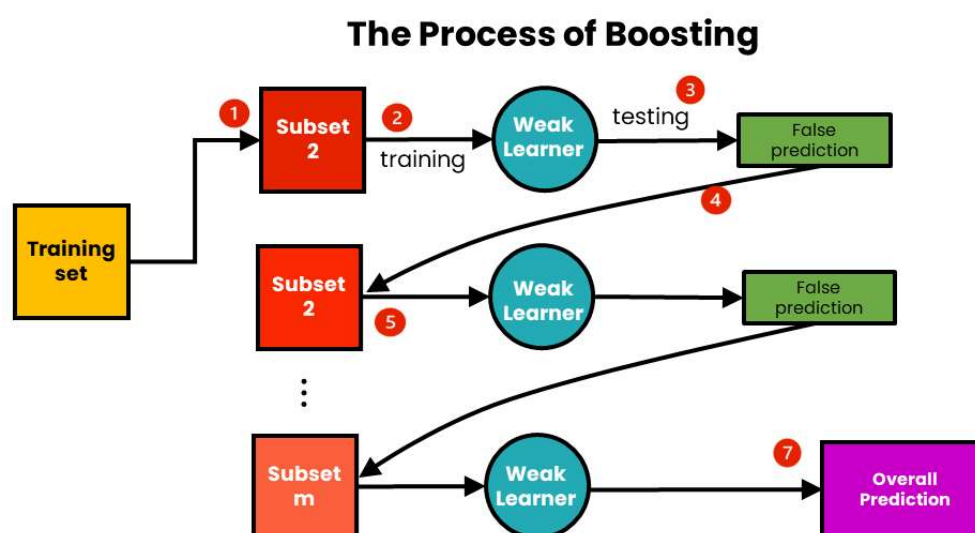 The Process of Boosting
1
Subset
2
2
training
Weak
Learner
3
testing
False
prediction
4
Training
set
Subset
2
5
Weak
Learner
False
prediction
Subset
m
Weak
Learner
7
Overall
Prediction